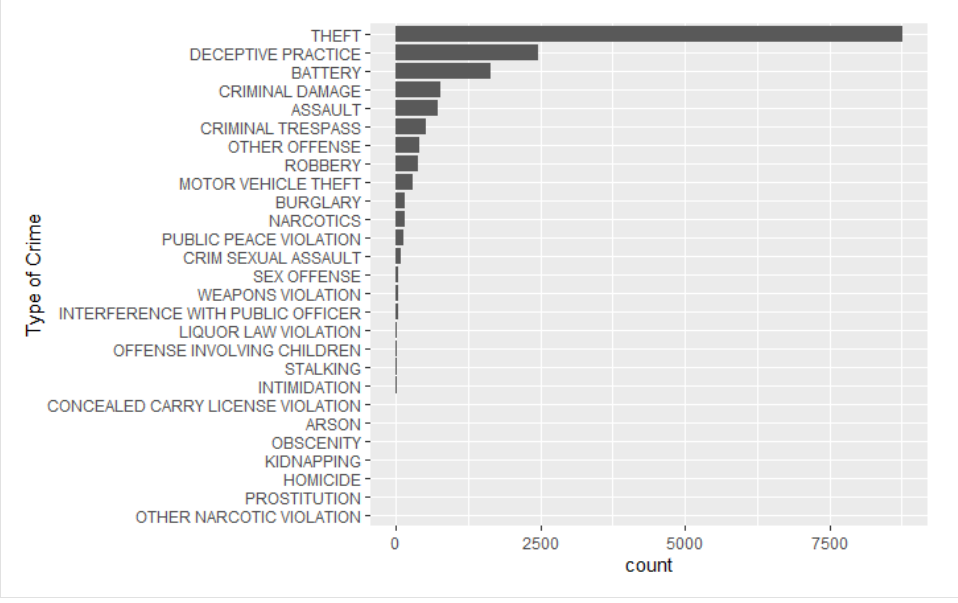 THEFT
DECEPTIVE PRACTICE
BATTERY
CRIMINAL DAMAGE
ASSAULT
CRIMINAL TRESPASS
OTHER OFFENSE
ROBBERY
MOTOR VEHICLE THEFT
BURGLARY
NARCOTICS
PUBLIC PEACE VIOLATION
CRIM SEXUAL ASSAULT
SEX OFFENSE
WEAPONS VIOLATION
INTERFERENCE WITH PUBLIC OFFICER
LIQUOR LAW VIOLATION
OFFENSE INVOLVING CHILDREN
STALKING
INTIMIDATION
CONCEALED CARRY LICENSE VIOLATION
ARSON
OBSCENITY
KIDNAPPING
HOMICIDE
PROSTITUTION
OTHER NARCOTIC VIOLATION
Type of Crime
0 2500 5000 7500
count